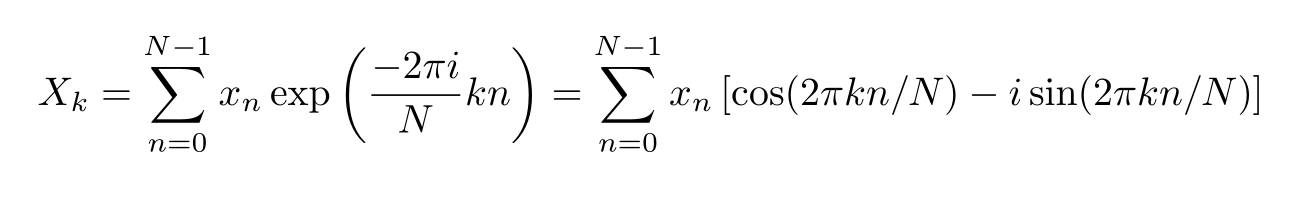 X_k = \sum_{n=0}^{N-1} x_n \exp\left(\frac{-2\pi i}{N} kn\right) = \sum_{n=0}^{N-1} x_n \left[\cos(2\pi kn/N) - i \sin(2\pi kn/N)\right]